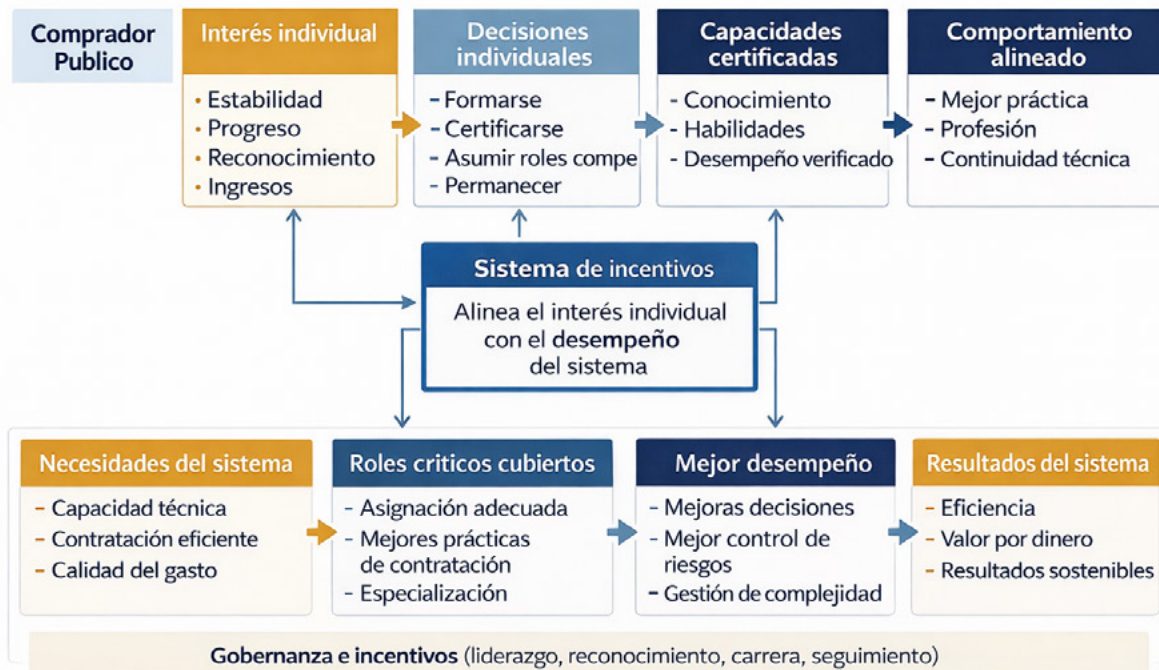 Comprador
Publico
Interés individual
• Estabilidad
• Progreso
• Reconocimiento
• Ingresos
Decisiones
individuales
- Formarse
- Certificarse
- Asumir roles compe
- Permanecer
Capacidades
certificadas
- Conocimiento
- Habilidades
- Desempeño verificado
Comportamiento
alineado
- Mejor práctica
- Profesión
- Continuidad técnica
Sistema de incentivos
Alinea el interés individual
con el desempeño
del sistema
Necesidades del sistema
- Capacidad técnica
- Contratación eficiente
- Calidad del gasto
Roles criticos cubiertos
- Asignación adecuada
- Mejores prácticas
de contratación
- Especialización
Mejor desempeño
- Mejoras decisiones
- Mejor control de
riesgos
- Gestión de complejidad
Resultados del sistema
- Eficiencia
- Valor por dinero
- Resultados sostenibles
Gobernanza e incentivos (liderazgo, reconocimiento, carrera, seguimiento)